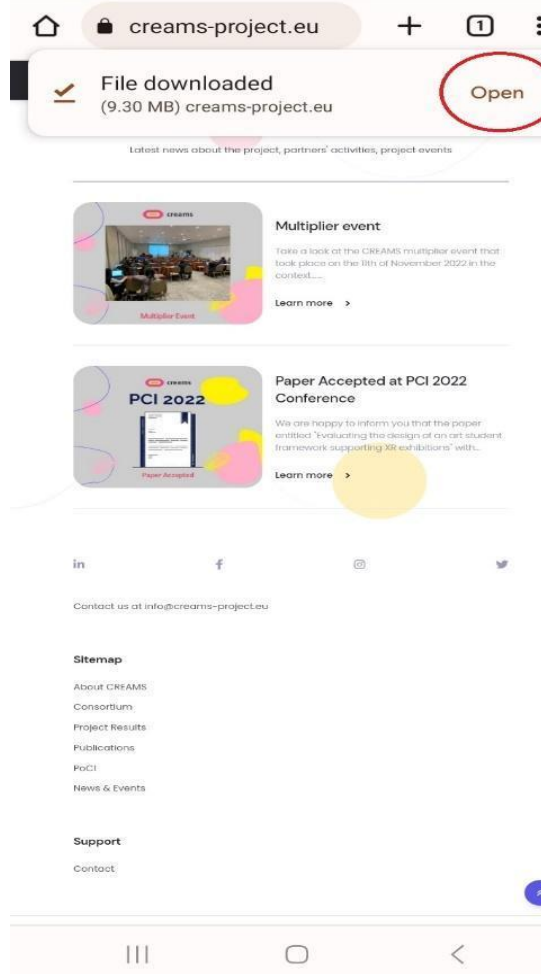 creams-project.eu
1
File downloaded
Open
(9.30 MB) creams-project.eu
Latest news about the project, partners' activities, project events
creams
Multiplier Event
Multiplier event
Take a look at the CREAMS multiplier event that
took place on the 11th of November 2022 in the
context.....
Learn more >
creams
PCI 2022
Paper Accepted
Paper Accepted at PCI 2022
Conference
We are happy to inform you that the paper
entitled "Evaluating the design of an art student
framework supporting XR exhibitions" with...
Learn more >
in
f
Contact us at info@creams-project.eu
Sitemap
About CREAMS
Consortium
Project Results
Publications
PoCI
News & Events
Support
Contact